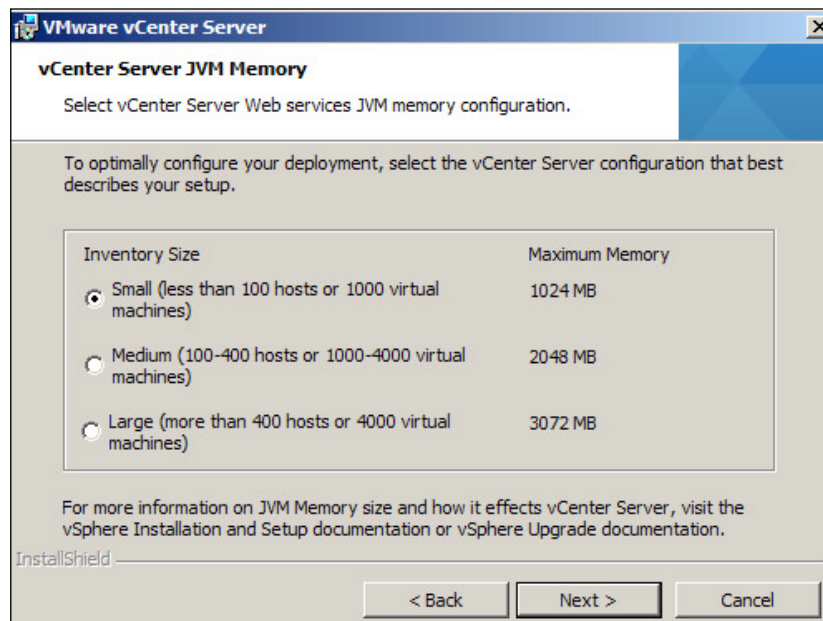 VMware vCenter Server
vCenter Server JVM Memory
Select vCenter Server Web services JVM memory configuration.
To optimally configure your deployment, select the vCenter Server configuration that best
describes your setup.
Inventory Size Maximum Memory
Small (less than 100 hosts or 1000 virtual 1024 MB
machines)
Medium (100-400 hosts or 1000-4000 virtual 2048 MB
machines)
Large (more than 400 hosts or 4000 virtual 3072 MB
machines)
For more information on JVM Memory size and how it effects vCenter Server, visit the
vSphere Installation and Setup documentation or vSphere Upgrade documentation.
InstallShield
< Back Next > Cancel